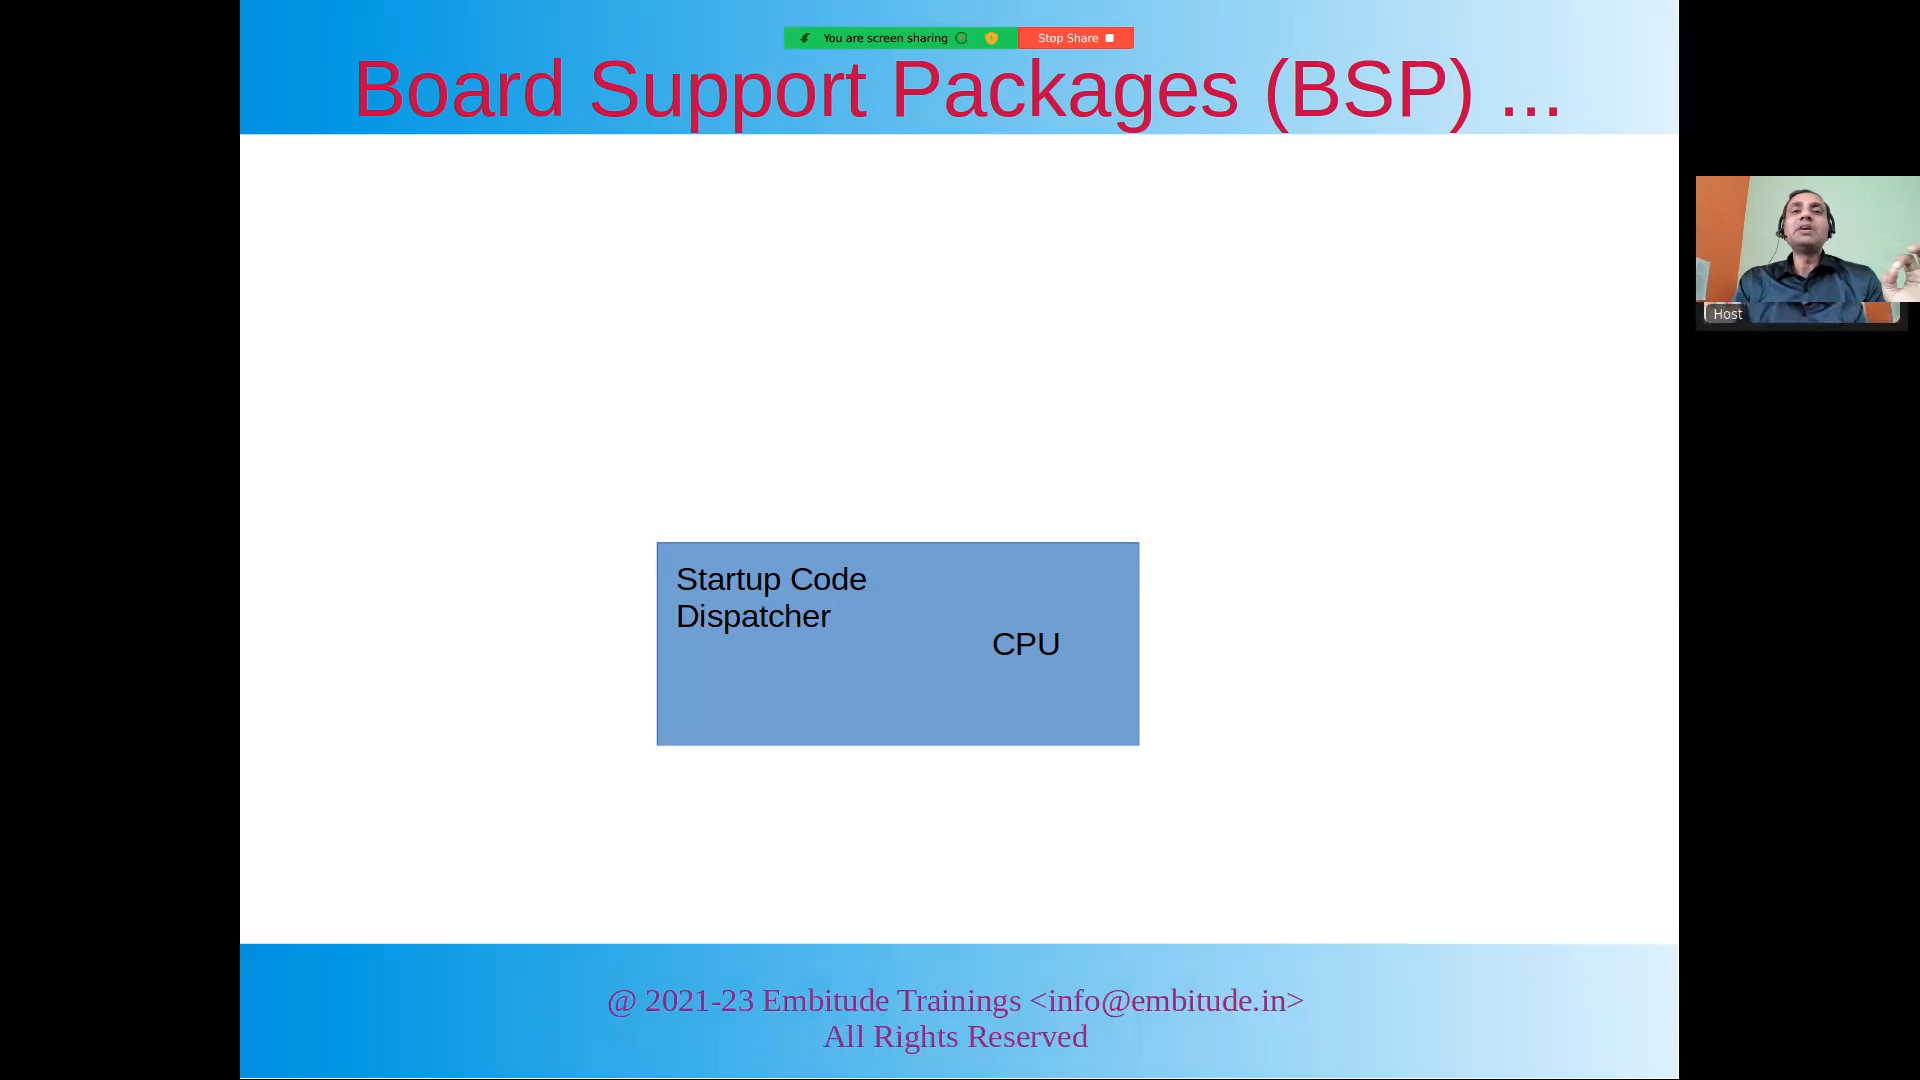 You are screen sharing
Stop Share
Board Support Packages (BSP) ...
Host
Startup Code
Dispatcher
CPU
@ 2021-23 Embitude Trainings <info@embitude.in>
All Rights Reserved